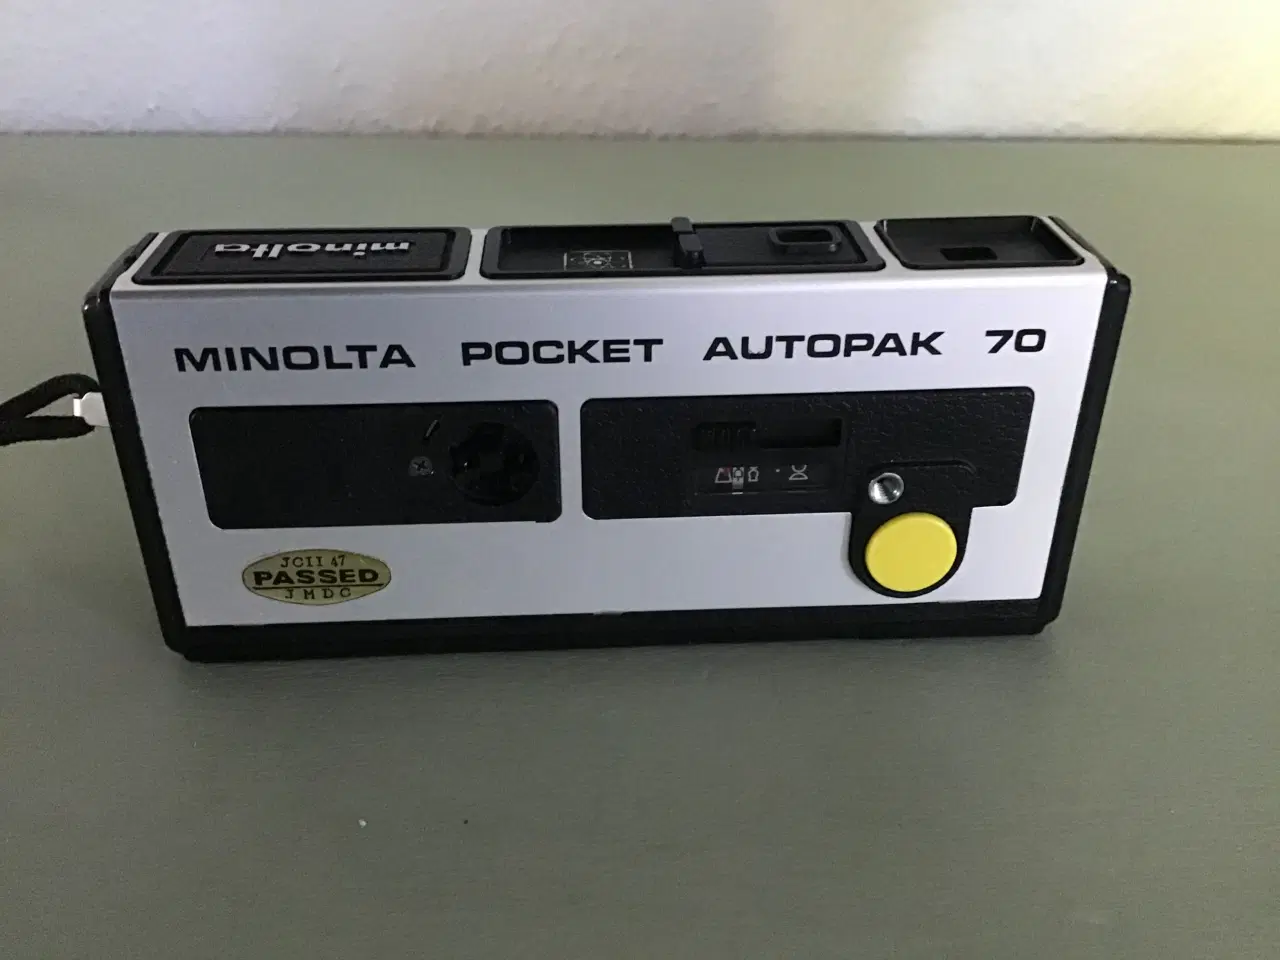 minolta
MINOLTA POCKET AUTOPAK 70
JCII 47
PASSED
JMDC